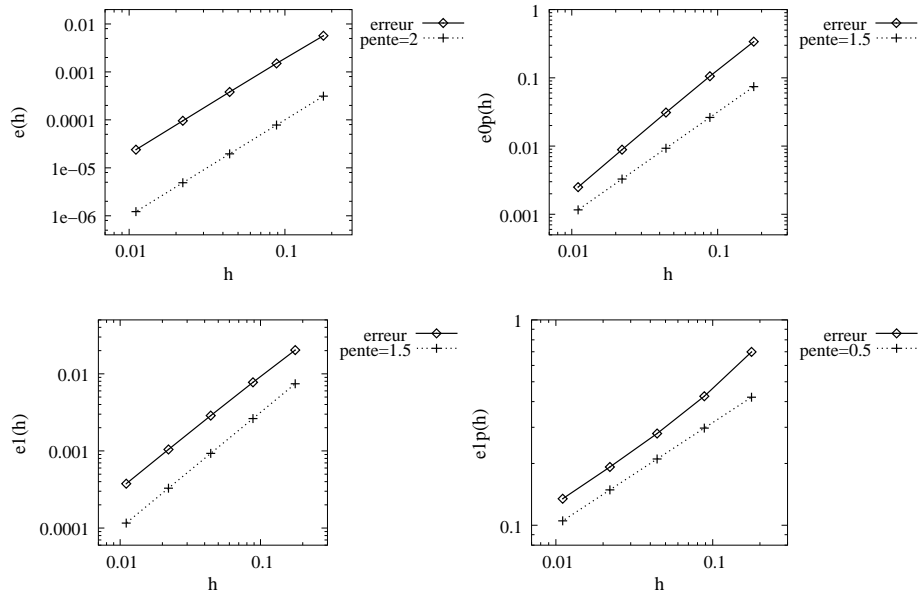 erreur
pente=2
0.01
0.001
0.0001
1e−05
1e−06
e(h)
0.01
0.1
h
erreur
pente=1.5
1
0.1
0.01
0.001
e0p(h)
0.01
0.1
h
erreur
pente=1.5
0.01
0.001
0.0001
e1(h)
0.01
0.1
h
erreur
pente=0.5
1
0.1
e1p(h)
0.01
0.1
h